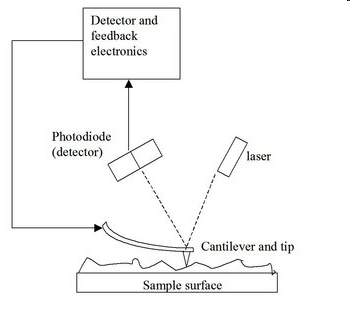 Detector and
feedback
electronics
Photodiode
(detector)
laser
Cantilever and tip
Sample surface